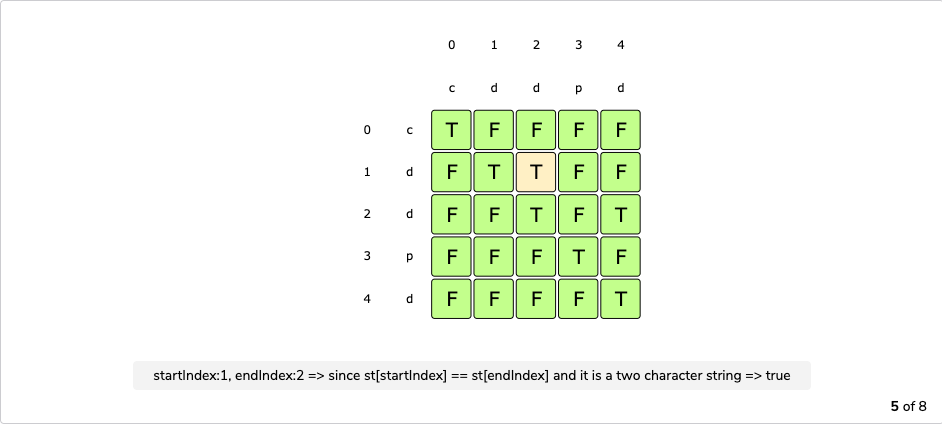 0 1 2 3 4
c d d p d
0 c T F F F F
1 d F T T F F
2 d F F T F T
3 p F F F T F
4 d F F F F T
startIndex:1, endIndex:2 => since st[startIndex] == st[endIndex] and it is a two character string => true
5 of 8